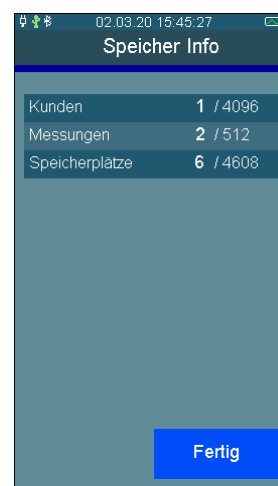 02.03.20 15:45:27
Speicher Info
Kunden 1 / 4096
Messungen 2 / 512
Speicherplätze 6 / 4608
Fertig